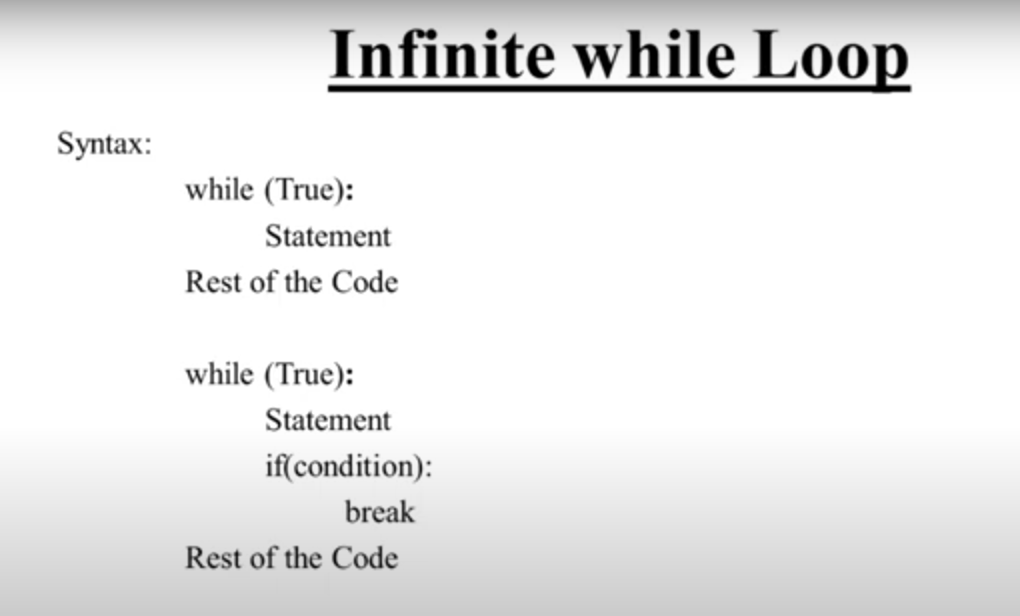 Infinite while Loop
Syntax:
while (True):
Statement
Rest of the Code
while (True):
Statement
if(condition):
break
Rest of the Code